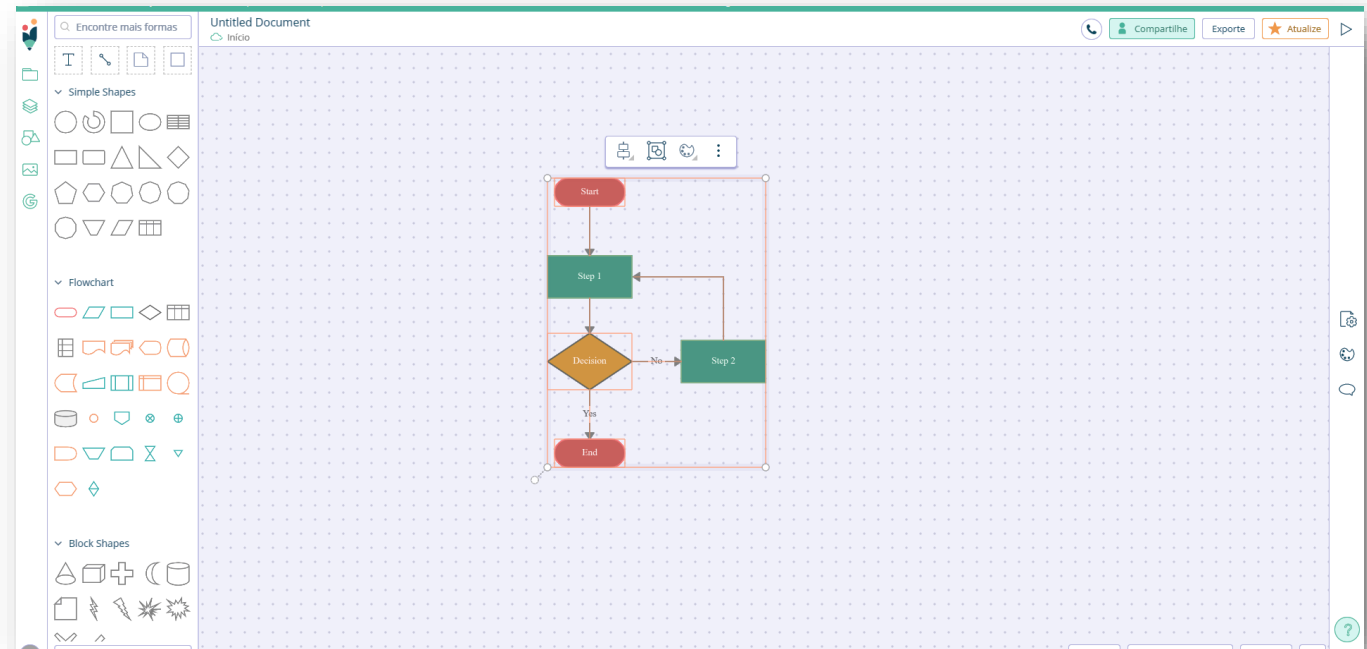 Encontre mais formas
Untitled Document
Início
Compartilhe
Exporte
Atualize
T
Simple Shapes
Flowchart
Block Shapes
Start
Step 1
Decision
No
Step 2
Yes
End
?